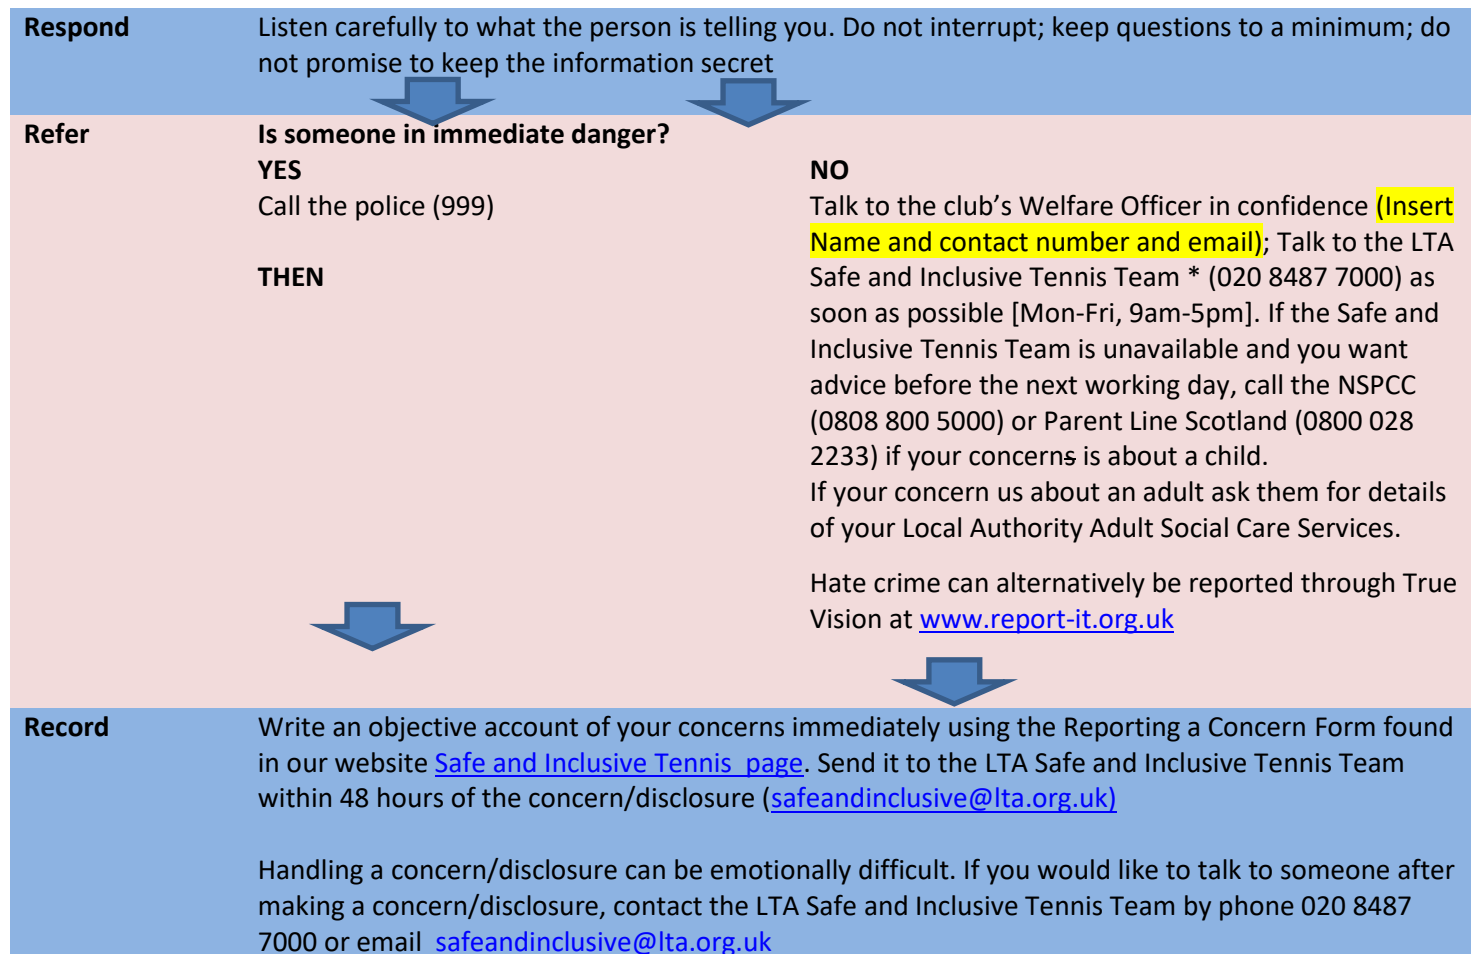 Respond
Listen carefully to what the person is telling you. Do not interrupt; keep questions to a minimum; do
not promise to keep the information secret
Refer
Is someone in immediate danger?
YES
Call the police (999)
THEN
NO
Talk to the club’s Welfare Officer in confidence (Insert
Name and contact number and email); Talk to the LTA
Safe and Inclusive Tennis Team * (020 8487 7000) as
soon as possible [Mon-Fri, 9am-5pm]. If the Safe and
Inclusive Tennis Team is unavailable and you want
advice before the next working day, call the NSPCC
(0808 800 5000) or Parent Line Scotland (0800 028
2233) if your concerns is about a child.
If your concern us about an adult ask them for details
of your Local Authority Adult Social Care Services.
Hate crime can alternatively be reported through True
Vision at www.report-it.org.uk
Record
Write an objective account of your concerns immediately using the Reporting a Concern Form found
in our website Safe and Inclusive Tennis  page. Send it to the LTA Safe and Inclusive Tennis Team
within 48 hours of the concern/disclosure (safeandinclusive@lta.org.uk)
Handling a concern/disclosure can be emotionally difficult. If you would like to talk to someone after
making a concern/disclosure, contact the LTA Safe and Inclusive Tennis Team by phone 020 8487
7000 or email  safeandinclusive@lta.org.uk